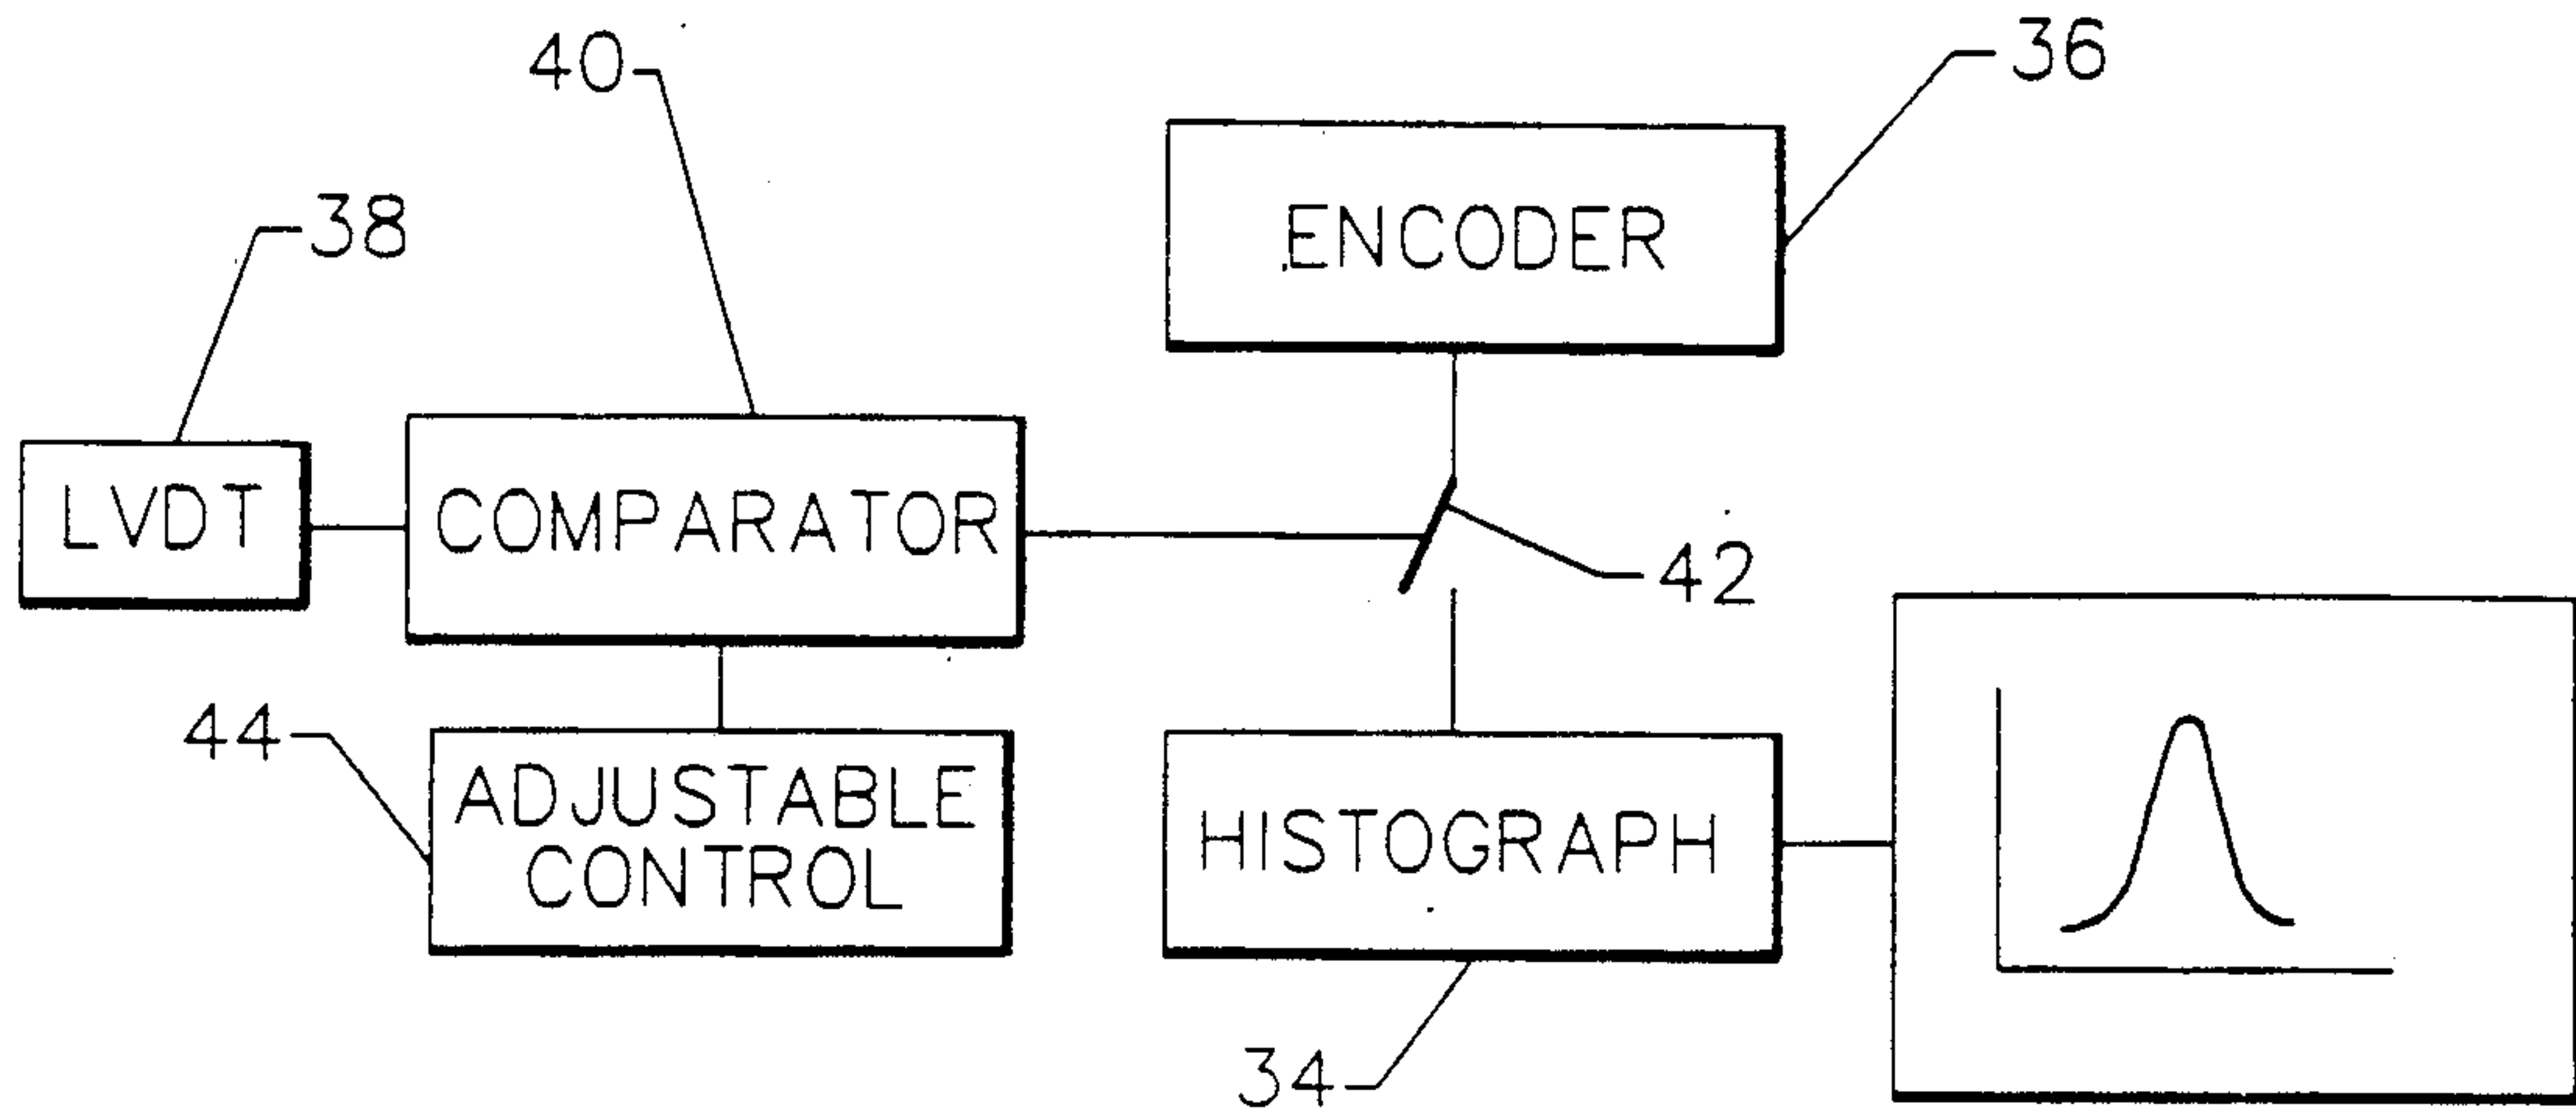 40
36
38
ENCODER
LVDT
COMPARATOR
42
44
ADJUSTABLE
CONTROL
HISTOGRAPH
34